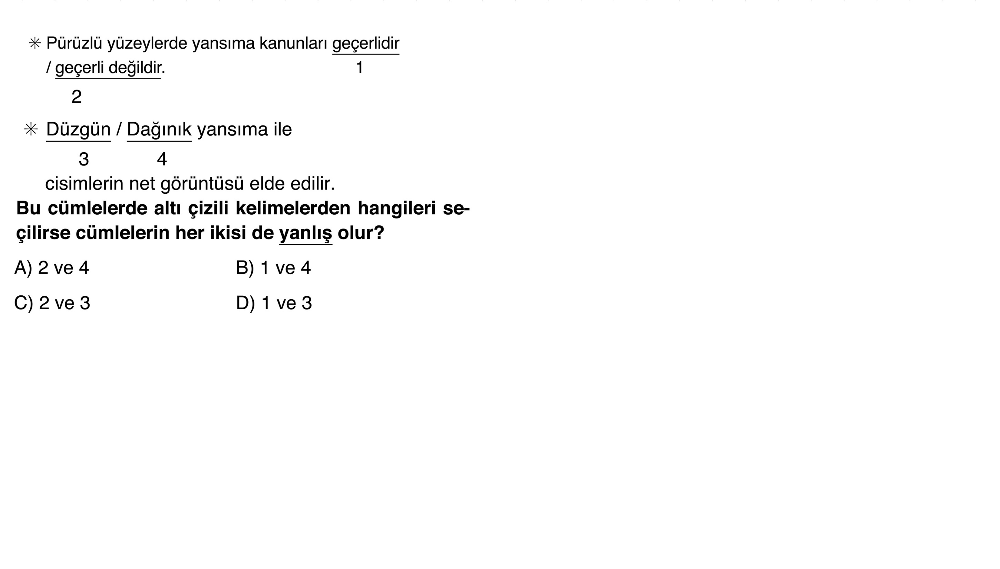 ✳ Pürüzlü yüzeylerde yansıma kanunları geçerlidir
/ geçerli değildir.
1
2
✳ Düzgün / Dağınık yansıma ile
3 4
cisimlerin net görüntüsü elde edilir.
Bu cümlelerde altı çizili kelimelerden hangileri se-
çilirse cümlelerin her ikisi de yanlış olur?
A) 2 ve 4
B) 1 ve 4
C) 2 ve 3
D) 1 ve 3